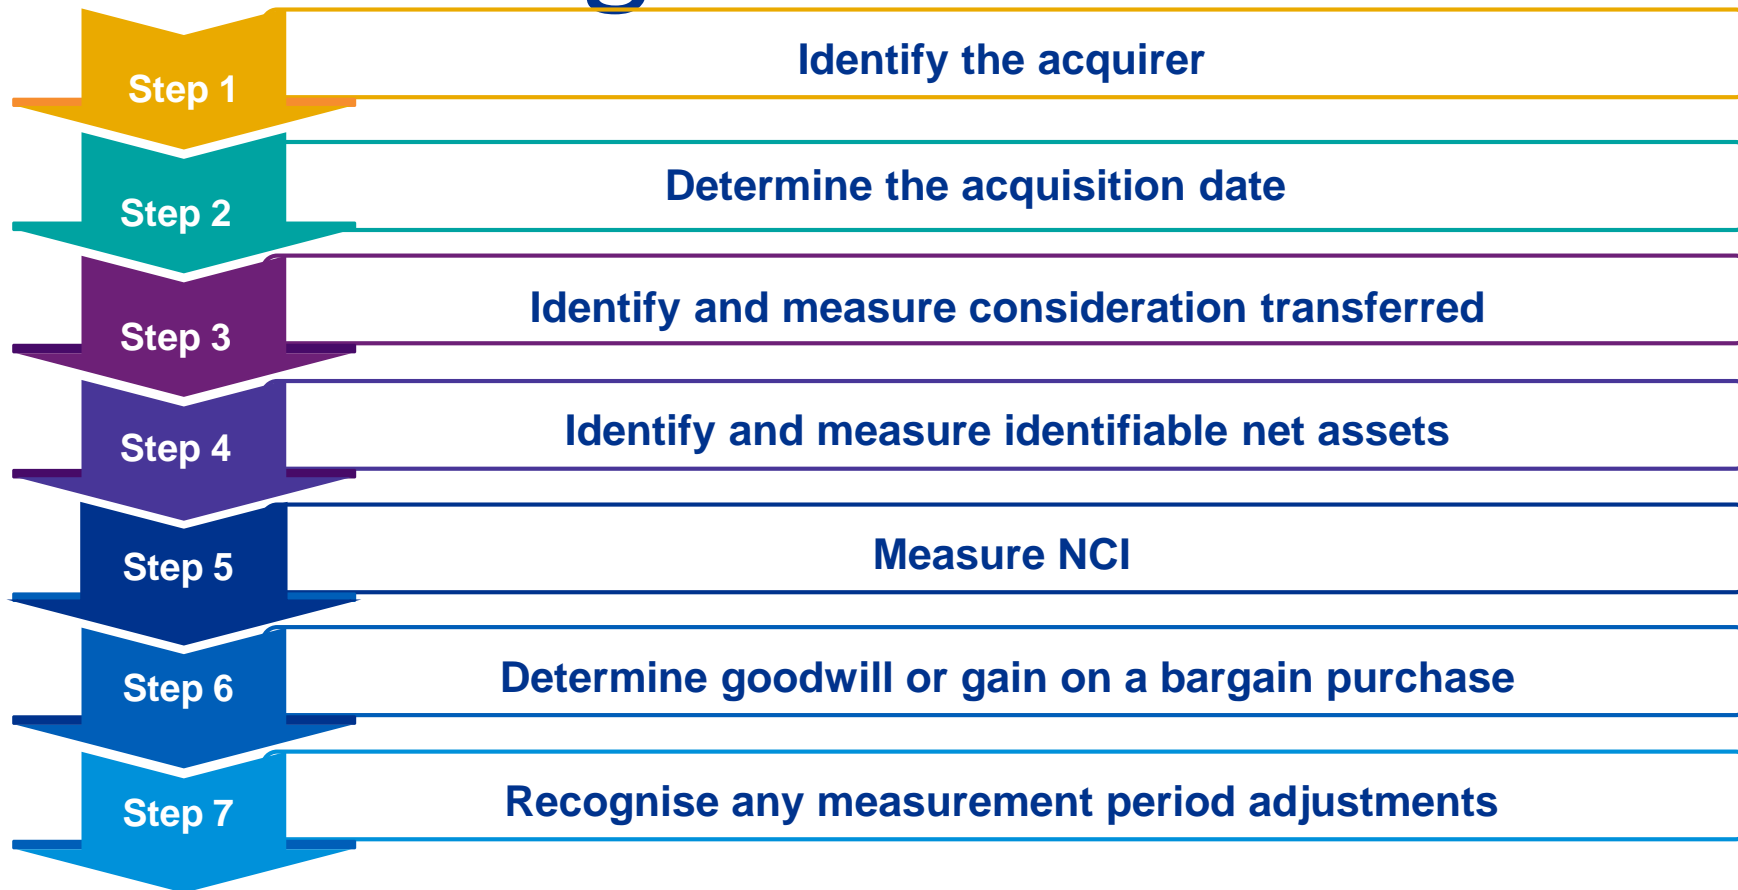 Step 1
Identify the acquirer
Step 2
Determine the acquisition date
Step 3
Identify and measure consideration transferred
Step 4
Identify and measure identifiable net assets
Step 5
Measure NCI
Step 6
Determine goodwill or gain on a bargain purchase
Step 7
Recognise any measurement period adjustments